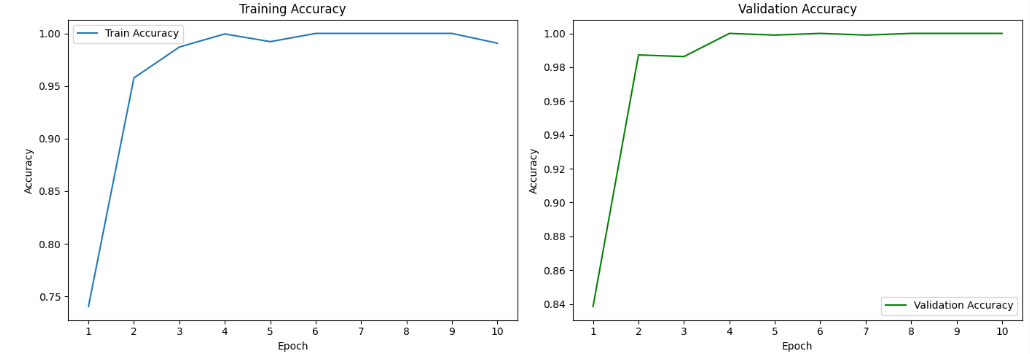 Training Accuracy
Train Accuracy
1.00
0.95
0.90
0.85
0.80
0.75
Accuracy
1 2 3 4 5 6 7 8 9 10
Epoch
Validation Accuracy
1.00
0.98
0.96
0.94
0.92
0.90
0.88
0.86
0.84
Accuracy
Validation Accuracy
1 2 3 4 5 6 7 8 9 10
Epoch